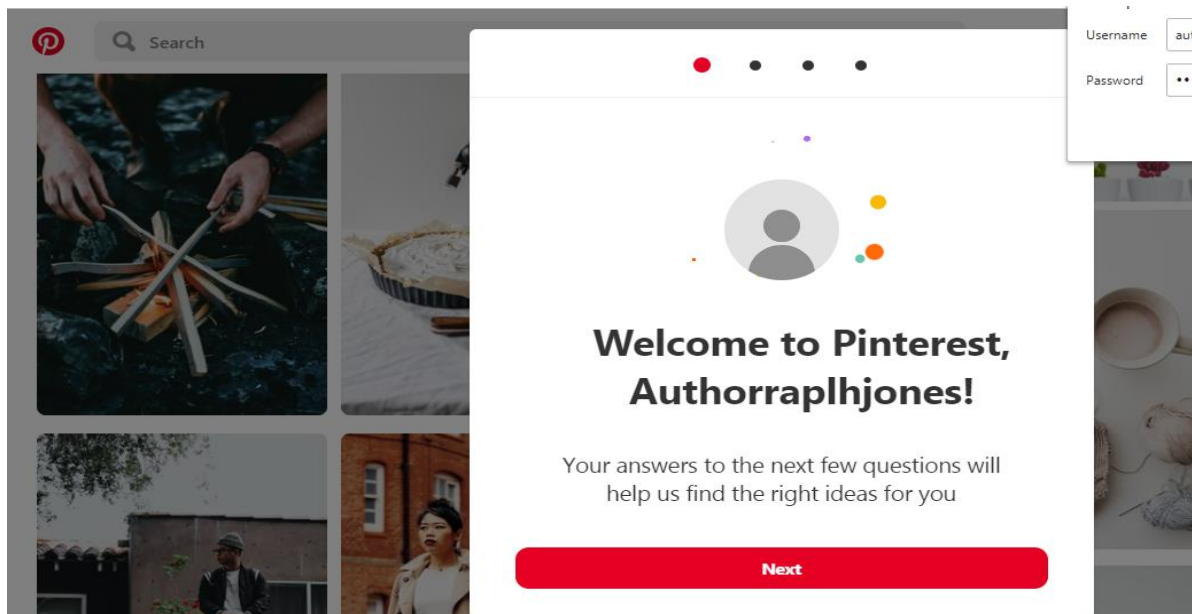 Search
Username
aut
Password
Welcome to Pinterest,
Authorraplhjones!
Your answers to the next few questions will
help us find the right ideas for you
Next